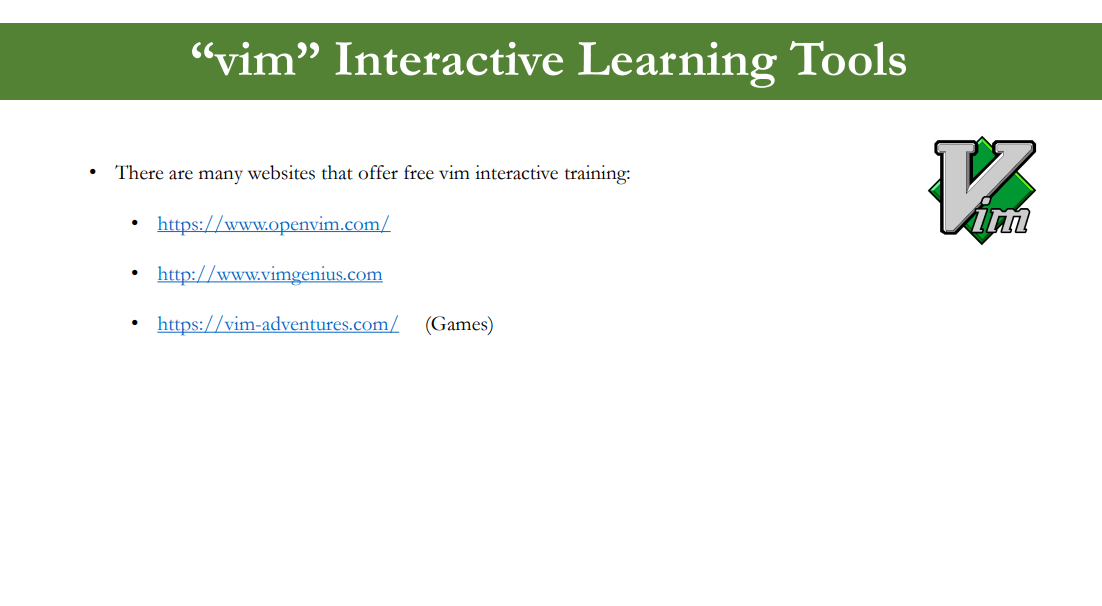 “vim” Interactive Learning Tools
• There are many websites that offer free vim interactive training:
• https://www.openvim.com/
• http://www.vimgenius.com
• https://vim-adventures.com/ (Games)
Vim